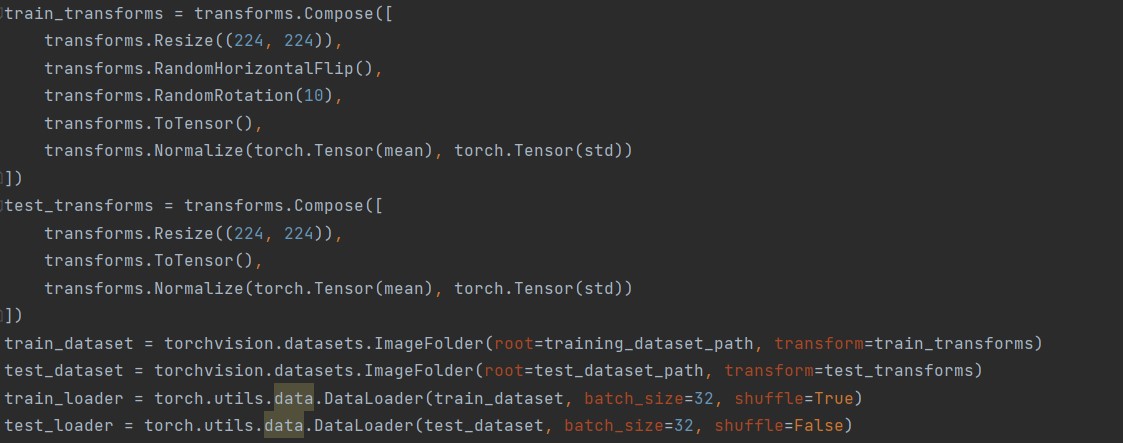 train_transforms = transforms.Compose([
    transforms.Resize((224, 224)),
    transforms.RandomHorizontalFlip(),
    transforms.RandomRotation(10),
    transforms.ToTensor(),
    transforms.Normalize(torch.Tensor(mean), torch.Tensor(std))
])
test_transforms = transforms.Compose([
    transforms.Resize((224, 224)),
    transforms.ToTensor(),
    transforms.Normalize(torch.Tensor(mean), torch.Tensor(std))
])
train_dataset = torchvision.datasets.ImageFolder(root=training_dataset_path, transform=train_transforms)
test_dataset = torchvision.datasets.ImageFolder(root=test_dataset_path, transform=test_transforms)
train_loader = torch.utils.data.DataLoader(train_dataset, batch_size=32, shuffle=True)
test_loader = torch.utils.data.DataLoader(test_dataset, batch_size=32, shuffle=False)